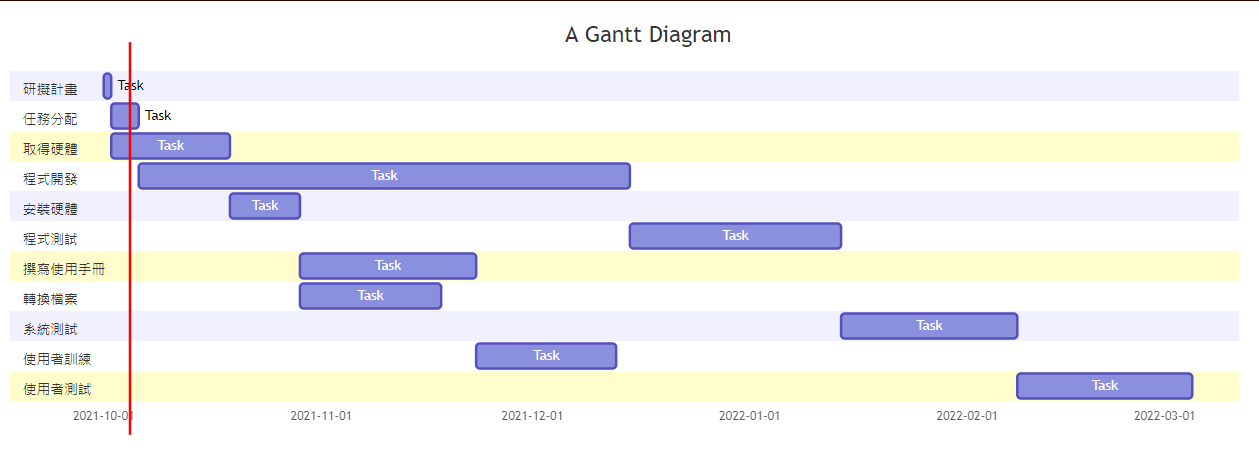 A Gantt Diagram
研擬計畫 Task
任務分配 Task
取得硬體 Task
程式開發 Task
安裝硬體 Task
程式測試 Task
撰寫使用手冊 Task
轉換檔案 Task
系統測試 Task
使用者訓練 Task
使用者測試 Task
2021-10-01 2021-11-01 2021-12-01 2022-01-01 2022-02-01 2022-03-01